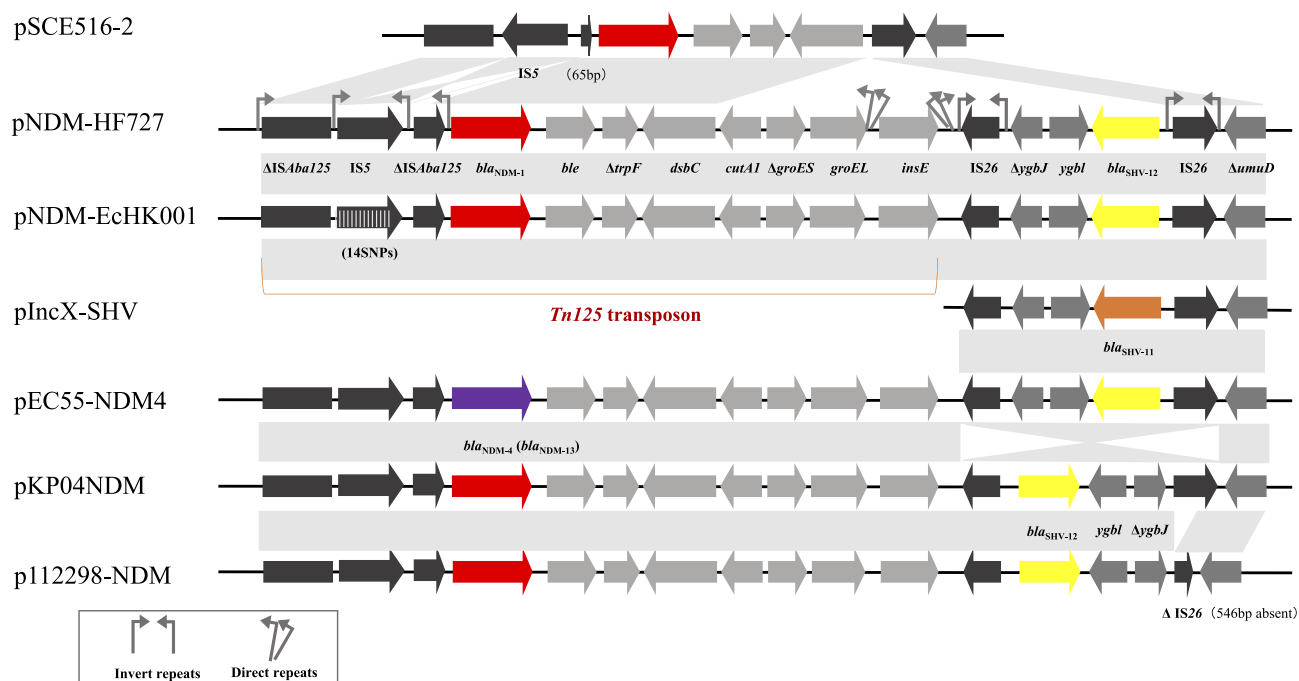 pSCE516-2
IS5 (65bp)
pNDM-HF727
ΔISAba125 IS5 ΔISAba125 blaNDM-1 ble ΔtrpF dsbC cutA1 ΔgroES groEL insE IS26 ΔygbJ ygbl blaSHV-12 IS26 ΔumuD
pNDM-EcHK001
(14SNPs)
pIncX-SHV
Tn125 transposon
blaSHV-11
pEC55-NDM4
blaNDM-4 (blaNDM-13)
pKP04NDM
blaSHV-12 ygbl ΔygbJ
p112298-NDM
Δ IS26 (546bp absent)
Invert repeats Direct repeats